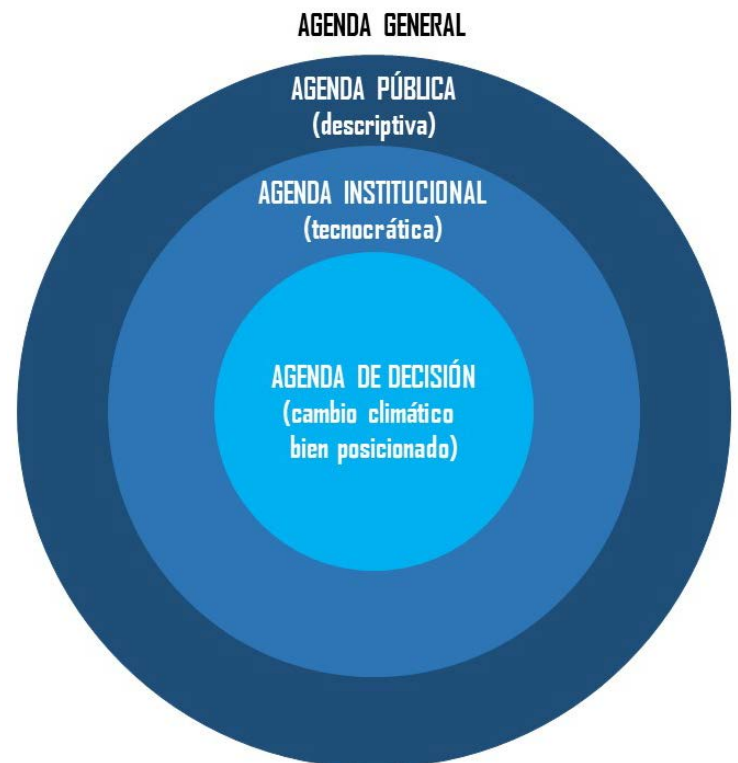 AGENDA GENERAL
AGENDA PÚBLICA
(descriptiva)
AGENDA INSTITUCIONAL
(tecnocrática)
AGENDA DE DECISIÓN
(cambio climático
bien posicionado)